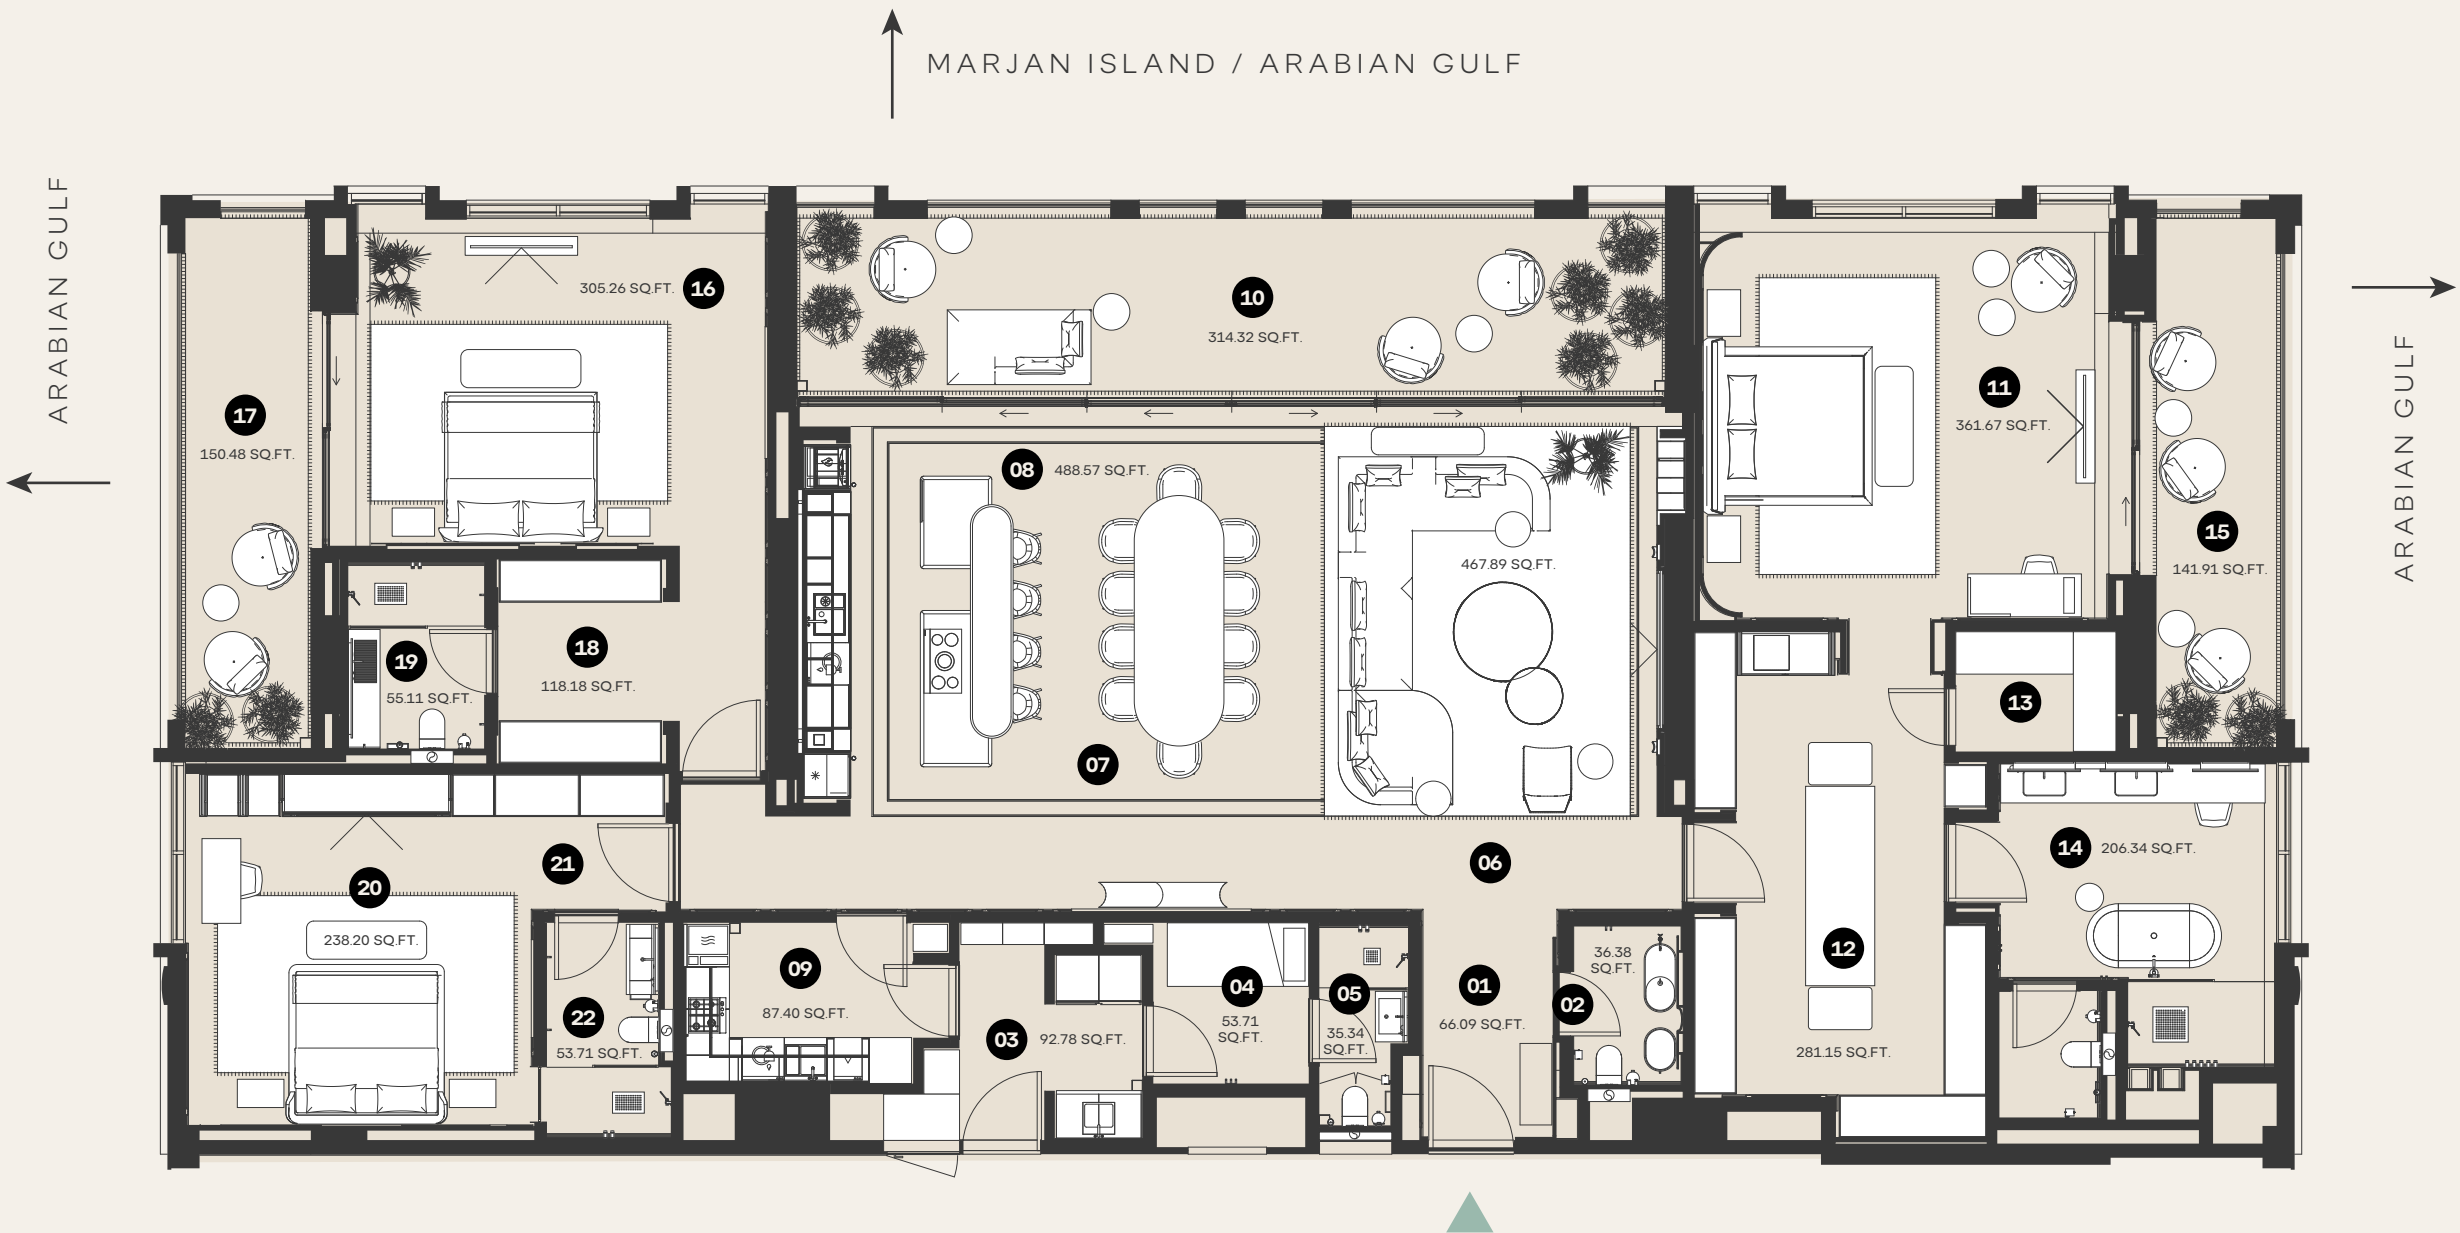 MARJAN ISLAND / ARABIAN GULF
ARABIAN GULF
ARABIAN GULF
16
305.26 SQ.FT.
10
314.32 SQ.FT.
11
361.67 SQ.FT.
17
150.48 SQ.FT.
08
488.57 SQ.FT.
15
141.91 SQ.FT.
467.89 SQ.FT.
18
118.18 SQ.FT.
19
55.11 SQ.FT.
13
07
14
206.34 SQ.FT.
21
06
20
238.20 SQ.FT.
12
281.15 SQ.FT.
09
87.40 SQ.FT.
36.38
SQ.FT.
02
04
53.71
SQ.FT.
05
35.34
SQ.FT.
01
66.09 SQ.FT.
22
53.71 SQ.FT.
03
92.78 SQ.FT.